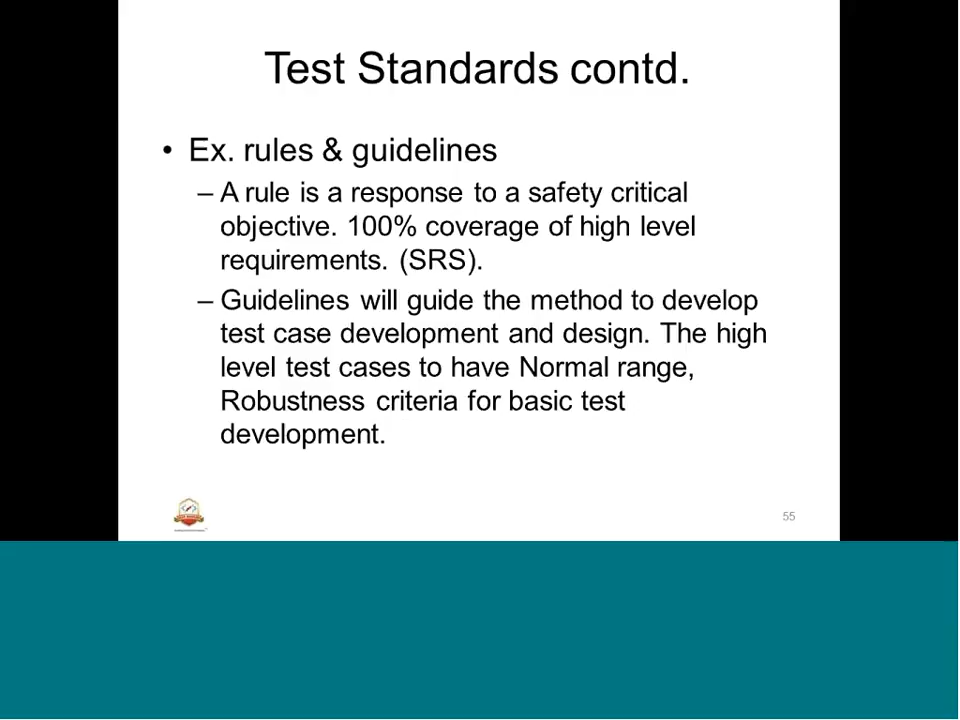 Test Standards contd.
• Ex. rules & guidelines
– A rule is a response to a safety critical
objective. 100% coverage of high level
requirements. (SRS).
– Guidelines will guide the method to develop
test case development and design. The high
level test cases to have Normal range,
Robustness criteria for basic test
development.
55